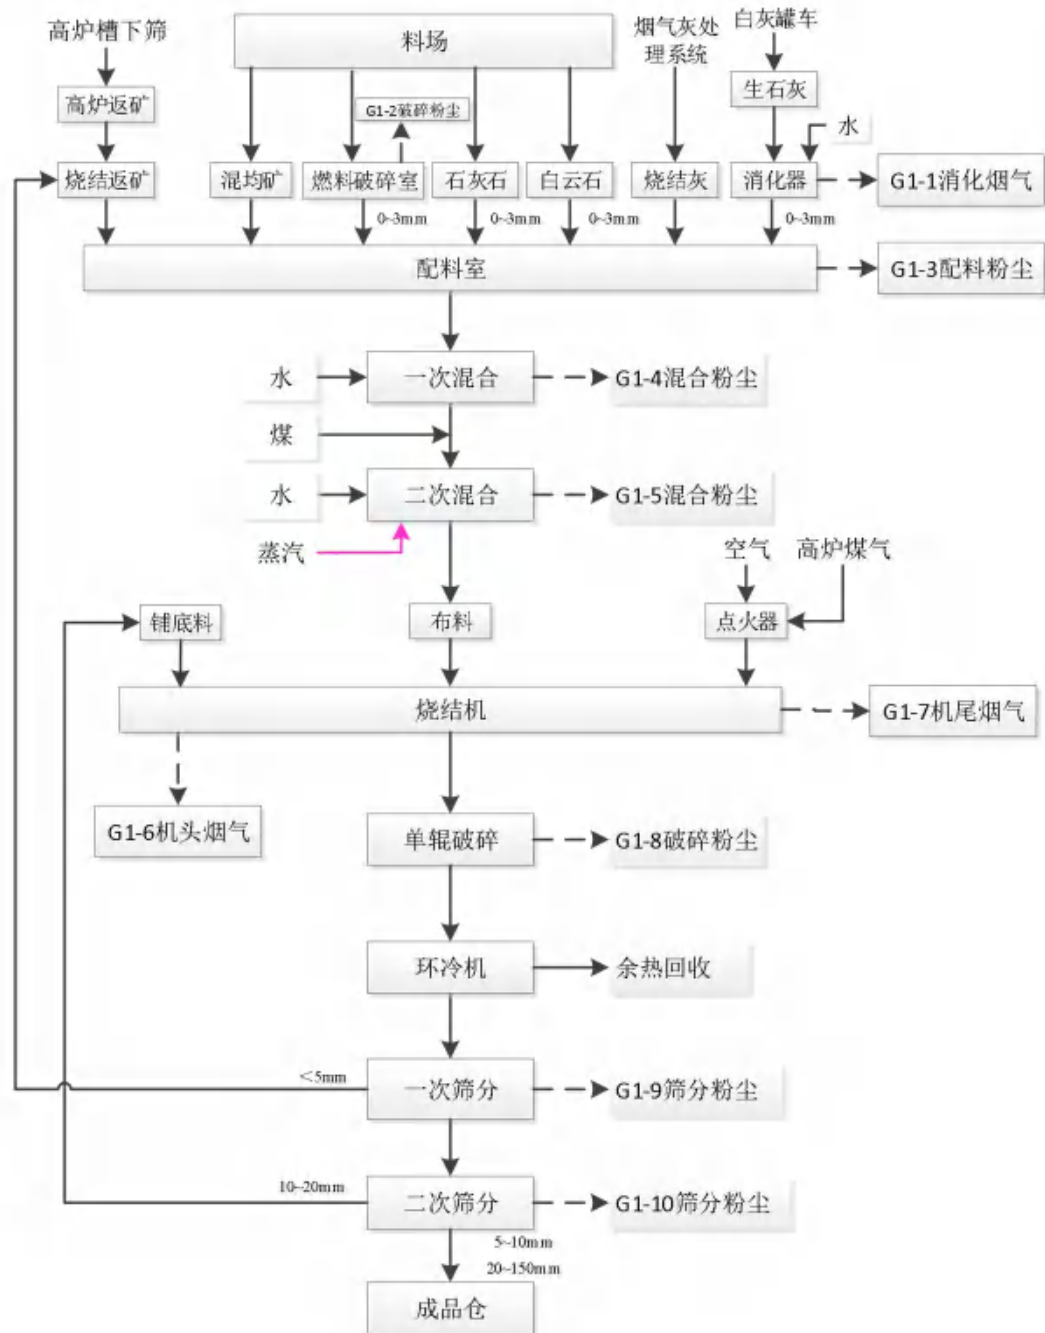 高炉槽下筛
料场
烟气灰处
理系统
白灰罐车
高炉返矿
G1-2破碎粉尘
生石灰
水
烧结返矿
混均矿
燃料破碎室
石灰石
白云石
烧结灰
消化器
G1-1消化烟气
0~3mm
0~3mm
0~3mm
0~3mm
配料室
G1-3配料粉尘
水
一次混合
G1-4混合粉尘
煤
水
二次混合
G1-5混合粉尘
蒸汽
空气
高炉煤气
铺底料
布料
点火器
烧结机
G1-7机尾烟气
G1-6机头烟气
单辊破碎
G1-8破碎粉尘
环冷机
余热回收
<5mm
一次筛分
G1-9筛分粉尘
10~20mm
二次筛分
G1-10筛分粉尘
5~10mm
20~150mm
成品仓